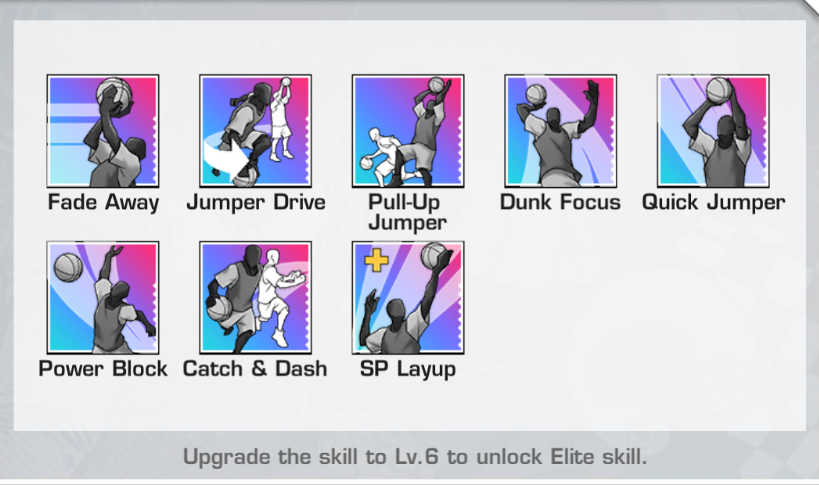 Fade Away
Jumper Drive
Pull-Up
Jumper
Dunk Focus
Quick Jumper
Power Block
Catch & Dash
SP Layup
Upgrade the skill to Lv.6 to unlock Elite skill.